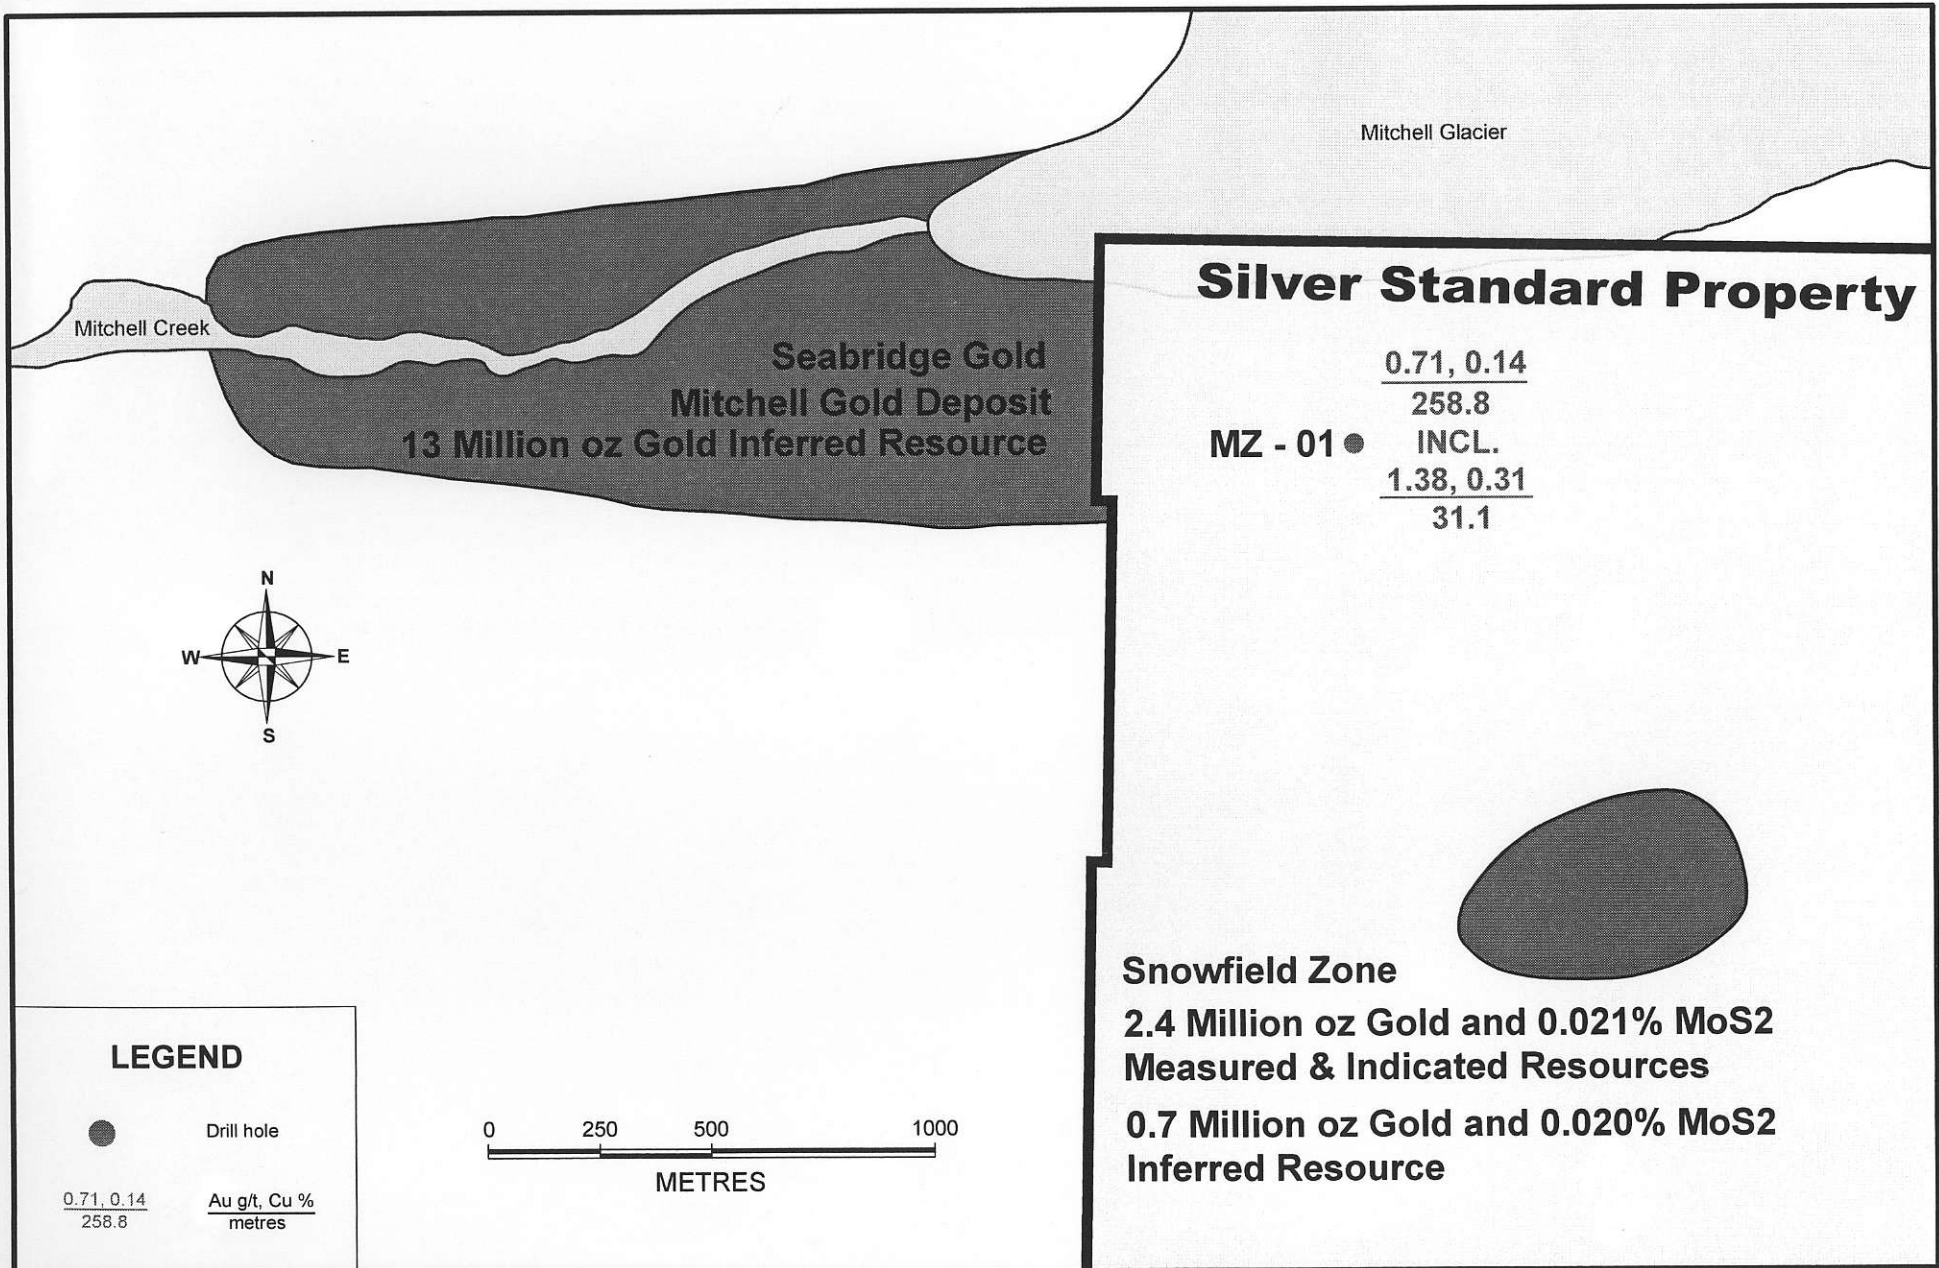 Mitchell Glacier
Silver Standard Property
Mitchell Creek
Seabridge Gold
Mitchell Gold Deposit
13 Million oz Gold Inferred Resource
0.71, 0.14
258.8
MZ - 01
INCL.
1.38, 0.31
31.1
N
W
E
S
Snowfield Zone
2.4 Million oz Gold and 0.021% MoS2
Measured & Indicated Resources
0.7 Million oz Gold and 0.020% MoS2
Inferred Resource
LEGEND
Drill hole
0.71, 0.14
258.8
Au g/t, Cu %
metres
0 250 500 1000
METRES